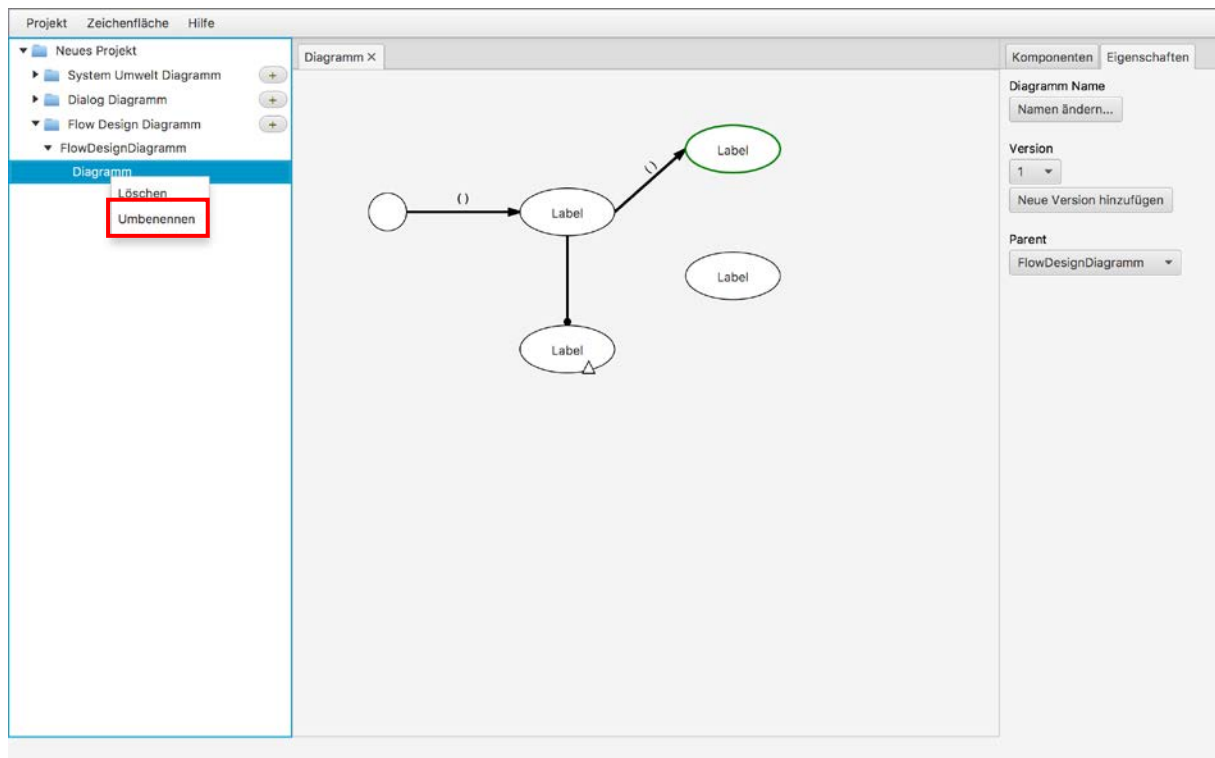 Projekt Zeichenfläche Hilfe
Neues Projekt
System Umwelt Diagramm +
Dialog Diagramm +
Flow Design Diagramm +
FlowDesignDiagramm
Diagramm
Löschen
Umbenennen
Diagramm ×
( )
Label
( )
Label
Label
Label
Komponenten Eigenschaften
Diagramm Name
Namen ändern...
Version
1
Neue Version hinzufügen
Parent
FlowDesignDiagramm